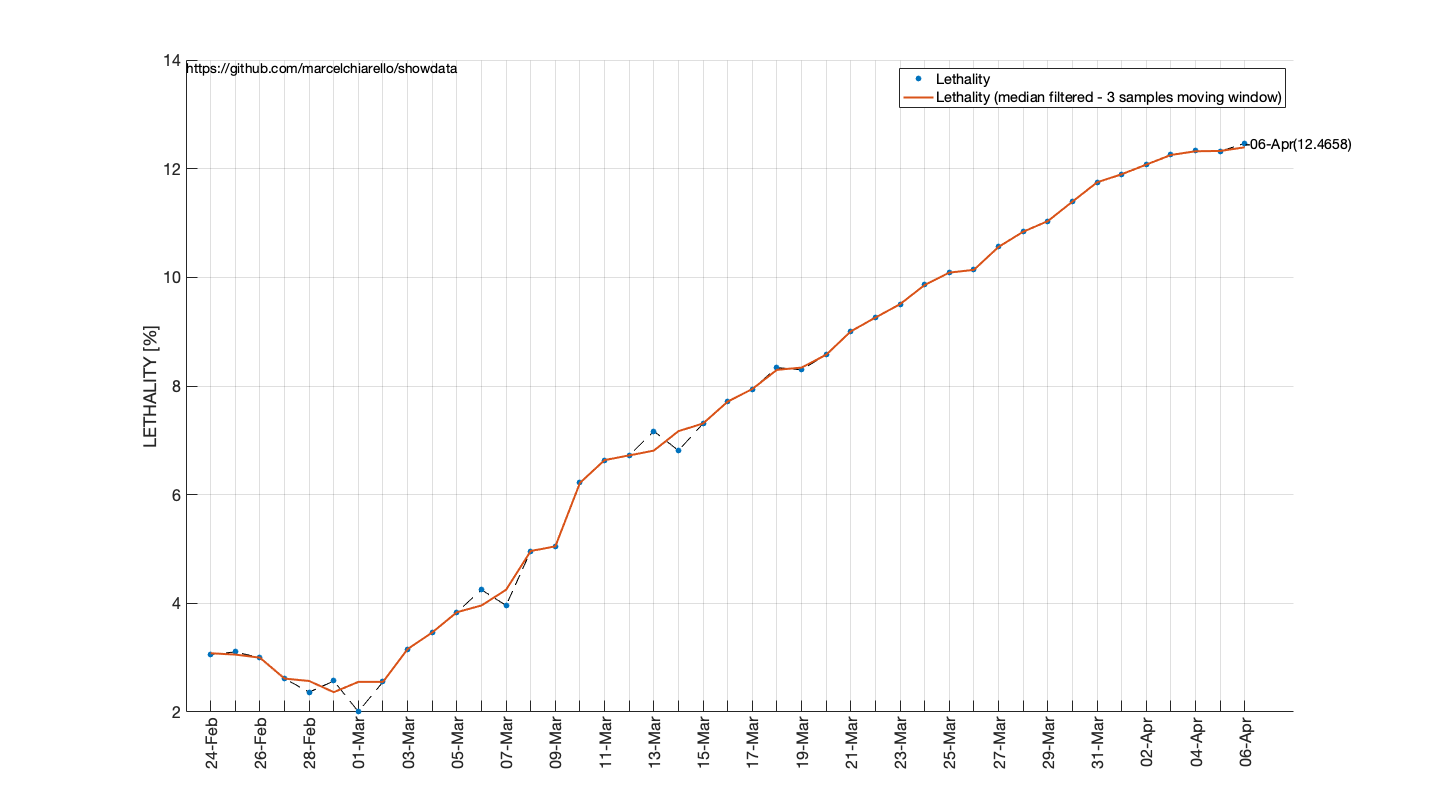 14
https://github.com/marcelchiarello/showdata
Lethality
Lethality (median filtered - 3 samples moving window)
06-Apr(12.4658)
12
10
8
6
4
2
LETHALITY [%]
24-Feb
26-Feb
28-Feb
01-Mar
03-Mar
05-Mar
07-Mar
09-Mar
11-Mar
13-Mar
15-Mar
17-Mar
19-Mar
21-Mar
23-Mar
25-Mar
27-Mar
29-Mar
31-Mar
02-Apr
04-Apr
06-Apr